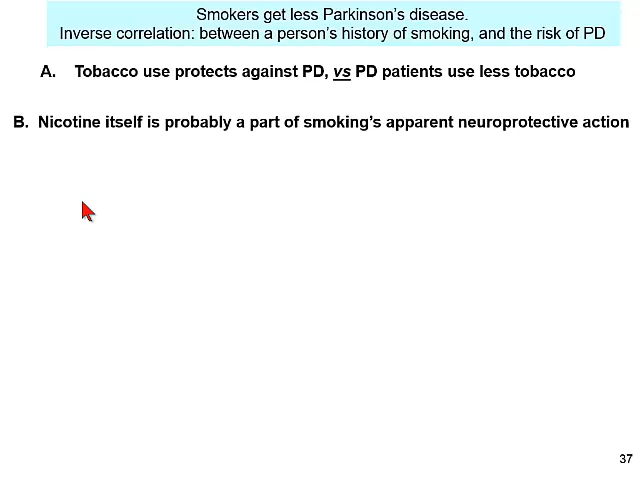 Smokers get less Parkinson's disease.
Inverse correlation: between a person's history of smoking, and the risk of PD
A. Tobacco use protects against PD, vs PD patients use less tobacco
B. Nicotine itself is probably a part of smoking's apparent neuroprotective action
37